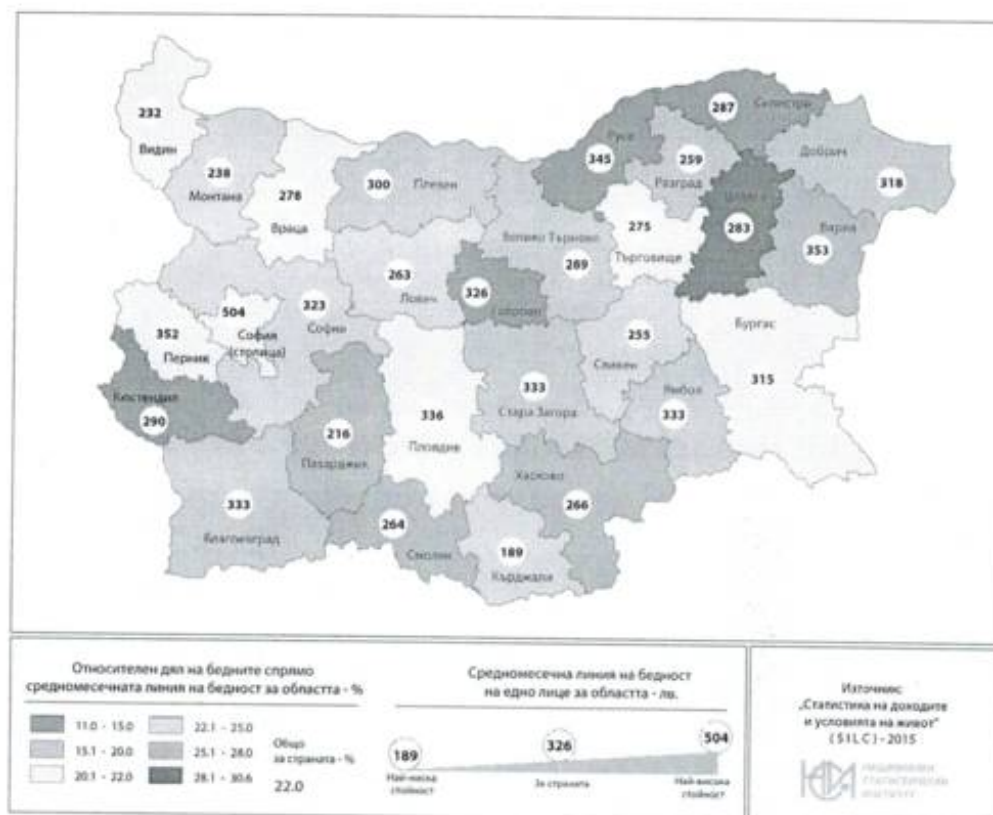 232
Видин
238
Монтана
278
Враца
300
Плевен
Русе
345
287
Силистра
259
Разград
Добрич
318
Шумен
283
Варна
353
275
Търговище
Велико Търново
289
263
Ловеч
326
Габрово
504
София
(столица)
323
София
352
Перник
Кюстендил
290
255
Сливен
Бургас
315
Ямбол
333
333
Стара Загора
336
Пловдив
216
Пазарджик
333
Благоевград
264
Смолян
Хасково
266
189
Кърджали
Относителен дял на бедните спрямо
средномесечната линия на бедност за областта - %
11.0 - 15.0
15.1 - 20.0
20.1 - 22.0
22.1 - 25.0
25.1 - 28.0
28.1 - 30.6
Общо
за страната - %
22.0
Средномесечна линия на бедност
на едно лице за областта - лв.
189
Най-ниска
стойност
326
За страната
504
Най-висока
стойност
Източник:
„Статистика на доходите
и условията на живот"
(SILC) - 2015
НСИ
НАЦИОНАЛЕН
СТАТИСТИЧЕСКИ
ИНСТИТУТ